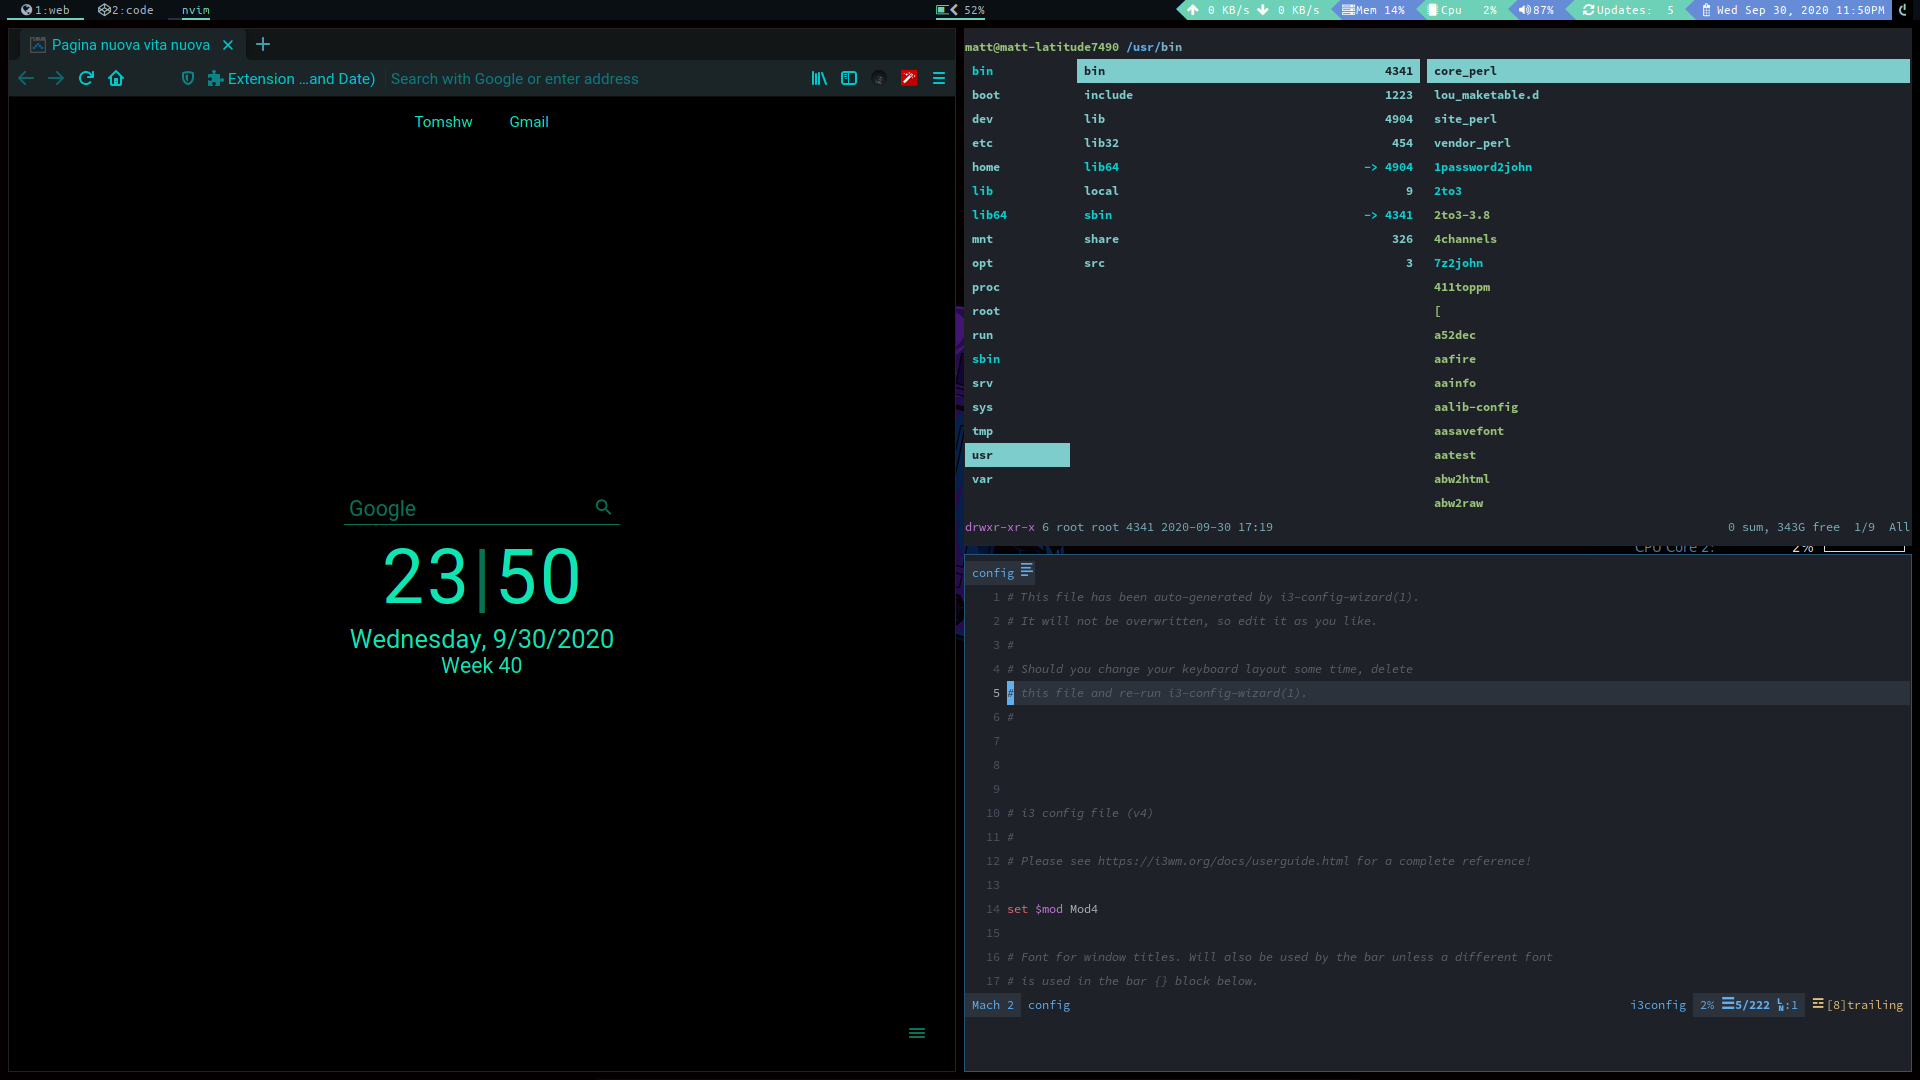 1:web 2:code nvim 52% 0 KB/s 0 KB/s Mem 14% Cpu 2% 87% Updates: 5 Wed Sep 30, 2020 11:50PM
Pagina nuova vita nuova
Extension ...and Date) Search with Google or enter address
Tomshw Gmail
Google
23|50
Wednesday, 9/30/2020
Week 40
matt@matt-latitude7490 /usr/bin
bin bin 4341 core_perl
boot include 1223 lou_maketable.d
dev lib 4904 site_perl
etc lib32 454 vendor_perl
home lib64 -> 4904 1password2john
lib local 9 2to3
lib64 sbin -> 4341 2to3-3.8
mnt share 326 4channels
opt src 3 7z2john
proc 411toppm
root [
run a52dec
sbin aafire
srv aainfo
sys aalib-config
tmp aasavefont
usr aatest
var abw2html
abw2raw
drwxr-xr-x 6 root root 4341 2020-09-30 17:19 0 sum, 343G free 1/9 All
CPU Core 2: 2%
config
1 # This file has been auto-generated by i3-config-wizard(1).
2 # It will not be overwritten, so edit it as you like.
3 #
4 # Should you change your keyboard layout some time, delete
5 # this file and re-run i3-config-wizard(1).
6 #
7
8
9
10 # i3 config file (v4)
11 #
12 # Please see https://i3wm.org/docs/userguide.html for a complete reference!
13
14 set $mod Mod4
15
16 # Font for window titles. Will also be used by the bar unless a different font
17 # is used in the bar {} block below.
Mach 2 config i3config 2% 5/222 :1 [8]trailing